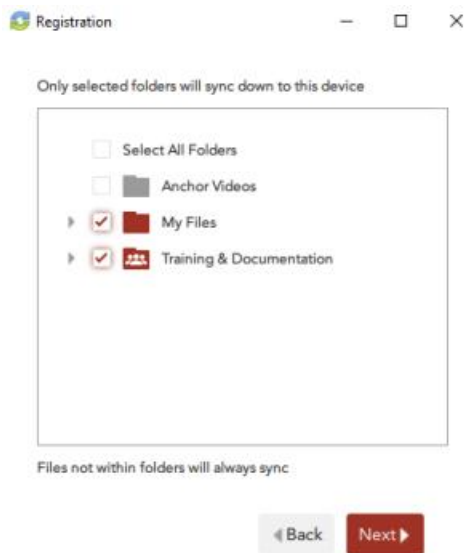 Registration
Only selected folders will sync down to this device
Select All Folders
Anchor Videos
My Files
Training & Documentation
Files not within folders will always sync
Back
Next